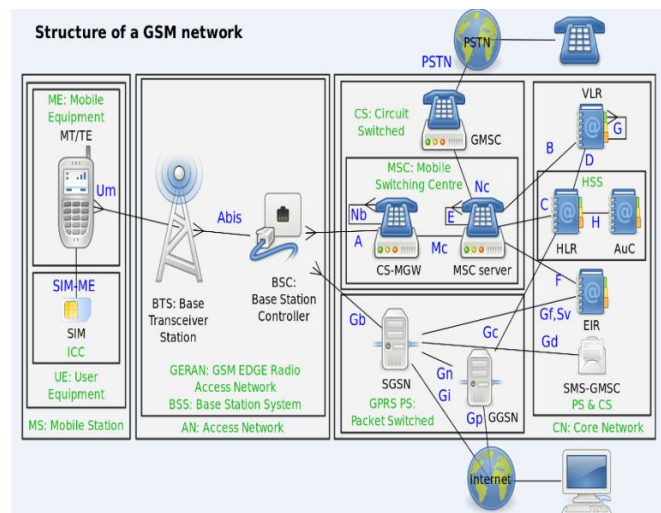 Structure of a GSM network
PSTN
PSTN
ME: Mobile
Equipment
MT/TE
Um
SIM-ME
SIM
ICC
UE: User
Equipment
MS: Mobile Station
Abis
BTS: Base
Transceiver
Station
BSC:
Base Station
Controller
GERAN: GSM EDGE Radio
Access Network
BSS: Base Station System
AN: Access Network
CS: Circuit
Switched
GMSC
MSC: Mobile
Switching Centre
Nc
Nb
E
A
Mc
CS-MGW
MSC server
Gb
SGSN
Gn
Gi
Gc
Gp
GGSN
GPRS PS:
Packet Switched
VLR
G
B
D
HSS
C
H
HLR
AuC
F
Gf,Sv
EIR
Gd
SMS-GMSC
PS & CS
CN: Core Network
Internet